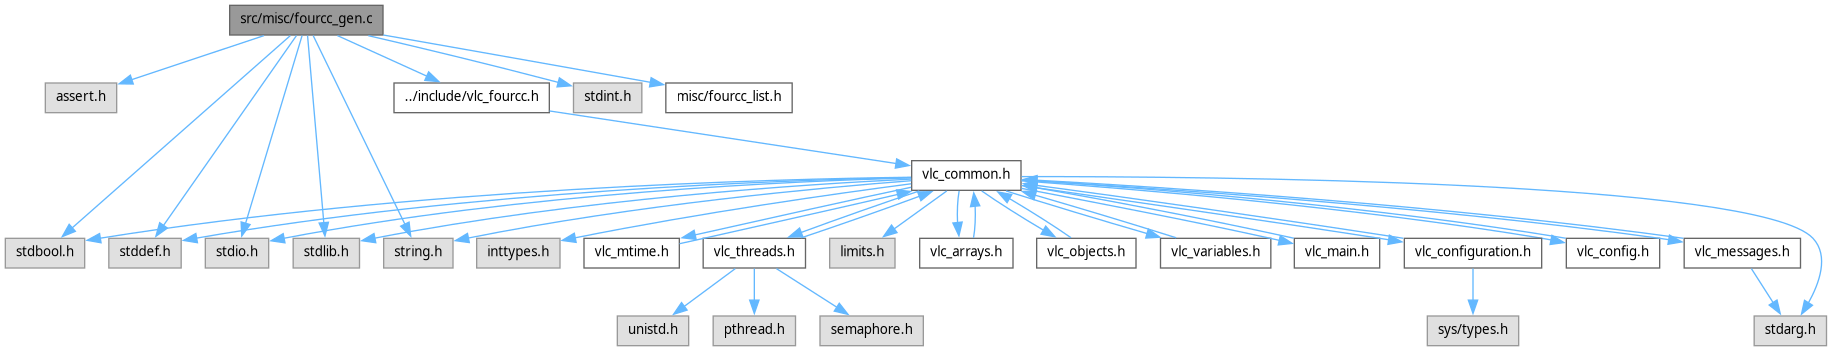 src/misc/fourcc_gen.c
assert.h
../include/vlc_fourcc.h
stdint.h
misc/fourcc_list.h
vlc_common.h
stdbool.h
stddef.h
stdio.h
stdlib.h
string.h
inttypes.h
vlc_mtime.h
vlc_threads.h
limits.h
vlc_arrays.h
vlc_objects.h
vlc_variables.h
vlc_main.h
vlc_configuration.h
vlc_config.h
vlc_messages.h
unistd.h
pthread.h
semaphore.h
sys/types.h
stdarg.h